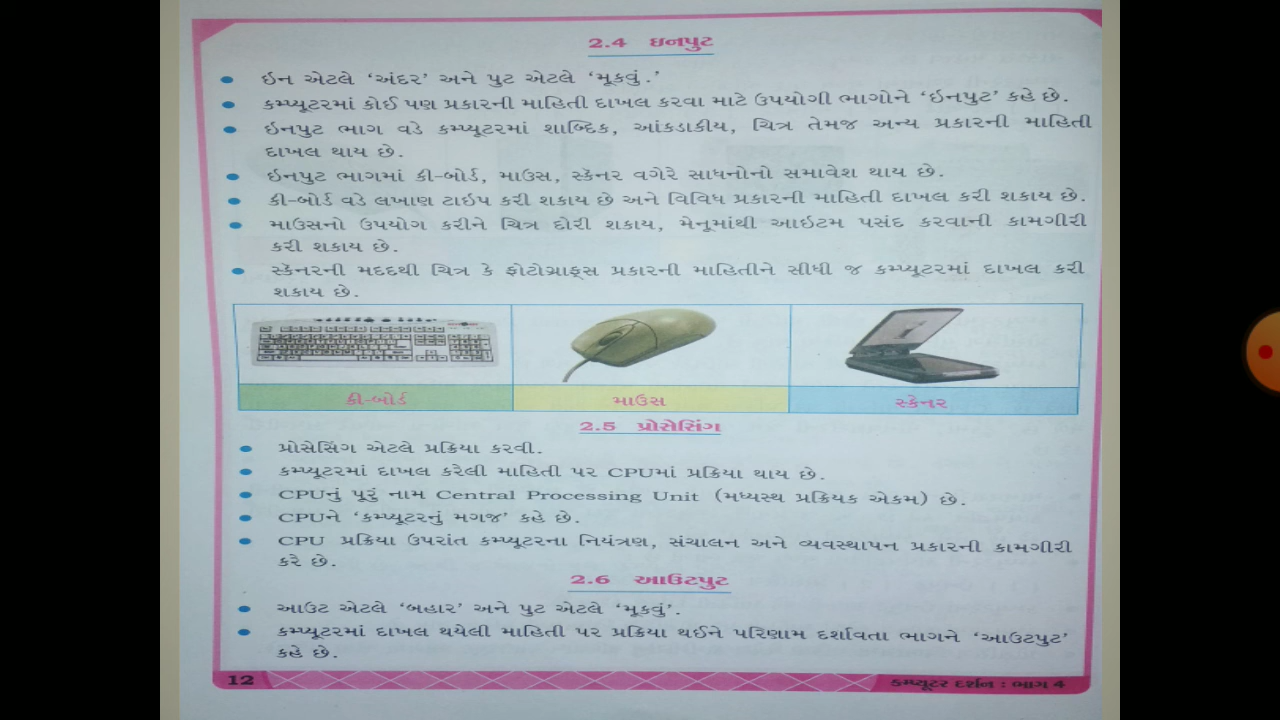 2.4 ઇનપુટ
ઇન એટલે ‘અંદર’ અને પુટ એટલે ‘મૂકવું.’
કમ્પ્યૂટરમાં કોઈ પણ પ્રકારની માહિતી દાખલ કરવા માટે ઉપયોગી ભાગોને ‘ઇનપુટ’ કહે છે.
ઇનપુટ ભાગ વડે કમ્પ્યૂટરમાં શાબ્દિક, આંકડાકીય, ચિત્ર તેમજ અન્ય પ્રકારની માહિતી
દાખલ થાય છે.
ઇનપુટ ભાગમાં કી-બોર્ડ, માઉસ, સ્કેનર વગેરે સાધનોનો સમાવેશ થાય છે.
કી-બોર્ડ વડે લખાણ ટાઇપ કરી શકાય છે અને વિવિધ પ્રકારની માહિતી દાખલ કરી શકાય છે.
માઉસનો ઉપયોગ કરીને ચિત્ર દોરી શકાય, મેનૂમાંથી આઇટમ પસંદ કરવાની કામગીરી
કરી શકાય છે.
સ્કેનરની મદદથી ચિત્ર કે ફોટોગ્રાફ્સ પ્રકારની માહિતીને સીધી જ કમ્પ્યૂટરમાં દાખલ કરી
શકાય છે.
કી-બોર્ડ માઉસ સ્કેનર
2.5 પ્રોસેસિંગ
પ્રોસેસિંગ એટલે પ્રક્રિયા કરવી.
કમ્પ્યૂટરમાં દાખલ કરેલી માહિતી પર CPUમાં પ્રક્રિયા થાય છે.
CPUનું પૂરું નામ Central Processing Unit (મધ્યસ્થ પ્રક્રિયક એકમ) છે.
CPUને ‘કમ્પ્યૂટરનું મગજ’ કહે છે.
CPU પ્રક્રિયા ઉપરાંત કમ્પ્યૂટરના નિયંત્રણ, સંચાલન અને વ્યવસ્થાપન પ્રકારની કામગીરી
કરે છે.
2.6 આઉટપુટ
આઉટ એટલે ‘બહાર’ અને પુટ એટલે ‘મૂકવું’.
કમ્પ્યૂટરમાં દાખલ થયેલી માહિતી પર પ્રક્રિયા થઈને પરિણામ દર્શાવતા ભાગને ‘આઉટપુટ’
કહે છે.
12 કમ્પ્યૂટર દર્શન : ભાગ 4